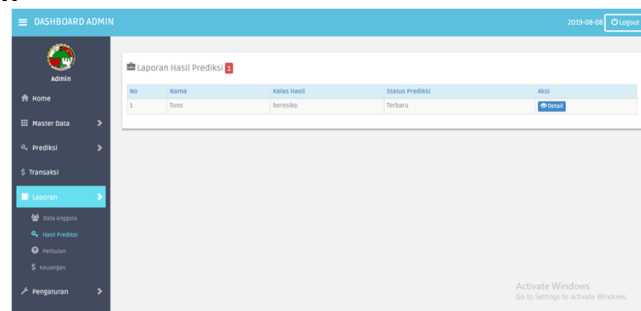 DASHBOARD ADMIN
2019-08-08 Logout
Admin
Home
Master Data
Prediksi
$ Transaksi
Laporan
Data Anggota
Hasil Prediksi
Perbulan
$ Keuangan
Pengaturan
Laporan Hasil Prediksi 1
No Nama Kelas Hasil Status Prediksi Aksi
1 Tono beresiko Terbaru Detail
Activate Windows
Go to Settings to activate Windows.